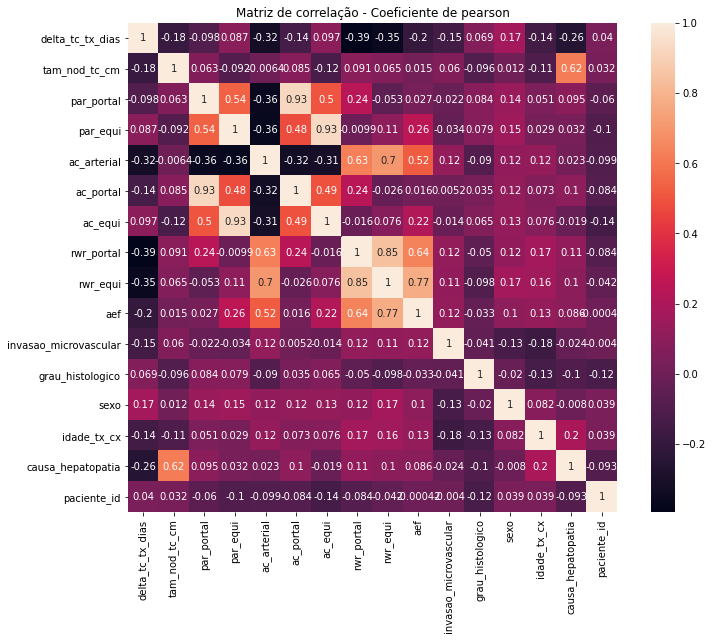 Matriz de correlação - Coeficiente de pearson
delta_tc_tx_dias 1 -0.18 -0.098 0.087 -0.32 -0.14 0.097 -0.39 -0.35 -0.2 -0.15 0.069 0.17 -0.14 -0.26 0.04
tam_nod_tc_cm -0.18 1 0.063 -0.092 -0.0064 0.085 -0.12 0.091 0.065 0.015 0.06 -0.096 0.012 -0.11 0.62 0.032
par_portal -0.098 0.063 1 0.54 -0.36 0.93 0.5 0.24 -0.053 0.027 -0.022 0.084 0.14 0.051 0.095 -0.06
par_equi 0.087 -0.092 0.54 1 -0.36 0.48 0.93 -0.0099 0.11 0.26 -0.034 0.079 0.15 0.029 0.032 -0.1
ac_arterial -0.32 -0.0064 -0.36 -0.36 1 -0.32 -0.31 0.63 0.7 0.52 0.12 -0.09 0.12 0.12 0.023 -0.099
ac_portal -0.14 0.085 0.93 0.48 -0.32 1 0.49 0.24 -0.026 0.016 0.0052 0.035 0.12 0.073 0.1 -0.084
ac_equi 0.097 -0.12 0.5 0.93 -0.31 0.49 1 -0.016 0.076 0.22 -0.014 0.065 0.13 0.076 -0.019 -0.14
rwr_portal -0.39 0.091 0.24 -0.0099 0.63 0.24 -0.016 1 0.85 0.64 0.12 -0.05 0.12 0.17 0.11 -0.084
rwr_equi -0.35 0.065 -0.053 0.11 0.7 -0.026 0.076 0.85 1 0.77 0.11 -0.098 0.17 0.16 0.1 -0.042
aef -0.2 0.015 0.027 0.26 0.52 0.016 0.22 0.64 0.77 1 0.12 -0.033 0.1 0.13 0.086 -0.00042
invasao_microvascular -0.15 0.06 -0.022 -0.034 0.12 0.0052 -0.014 0.12 0.11 0.12 1 -0.041 -0.13 -0.18 -0.024 -0.004
grau_histologico 0.069 -0.096 0.084 0.079 -0.09 0.035 0.065 -0.05 -0.098 -0.033 -0.041 1 -0.02 -0.13 -0.1 -0.12
sexo 0.17 0.012 0.14 0.15 0.12 0.12 0.13 0.12 0.17 0.1 -0.13 -0.02 1 0.082 -0.008 0.039
idade_tx_cx -0.14 -0.11 0.051 0.029 0.12 0.073 0.076 0.17 0.16 0.13 -0.18 -0.13 0.082 1 0.2 0.039
causa_hepatopatia -0.26 0.62 0.095 0.032 0.023 0.1 -0.019 0.11 0.1 0.086 -0.024 -0.1 -0.008 0.2 1 -0.093
paciente_id 0.04 0.032 -0.06 -0.1 -0.099 -0.084 -0.14 -0.084 -0.042 -0.00042 -0.004 -0.12 0.039 0.039 -0.093 1
delta_tc_tx_dias
tam_nod_tc_cm
par_portal
par_equi
ac_arterial
ac_portal
ac_equi
rwr_portal
rwr_equi
aef
invasao_microvascular
grau_histologico
sexo
idade_tx_cx
causa_hepatopatia
paciente_id
1.0
0.8
0.6
0.4
0.2
0.0
−0.2